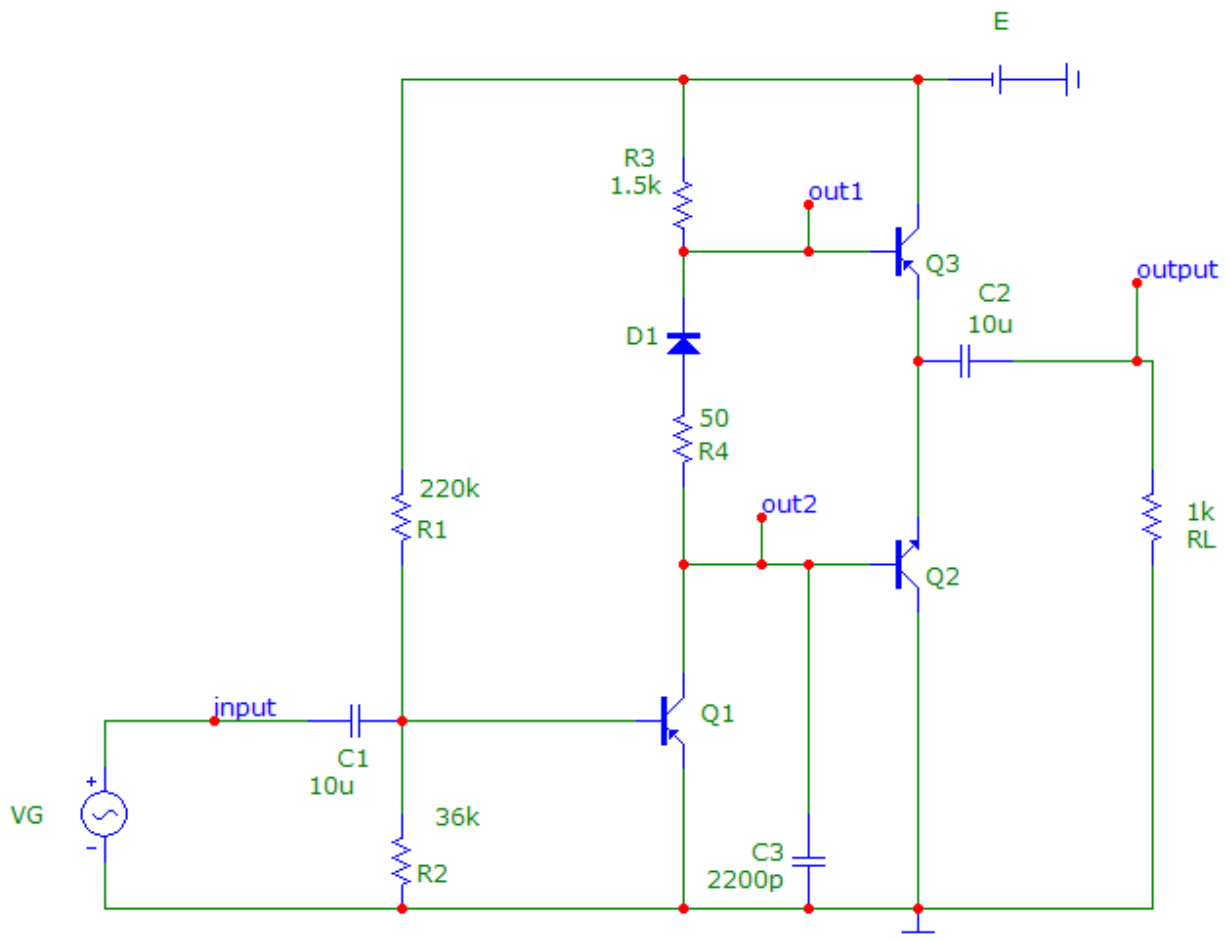 E
R3
1.5k
out1
Q3
output
C2
10u
D1
50
R4
220k
R1
out2
1k
RL
Q2
input
Q1
C1
10u
+
VG
-
36k
R2
C3
2200p